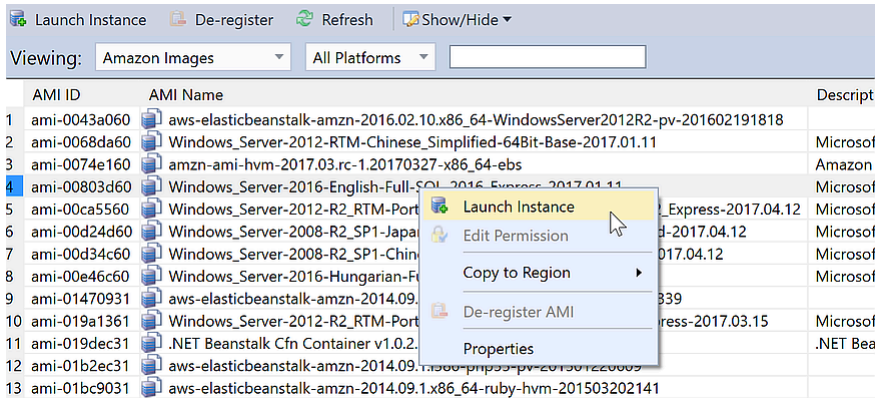 Launch Instance De-register Refresh Show/Hide
Viewing: Amazon Images All Platforms
AMI ID AMI Name Descript
1 ami-0043a060 aws-elasticbeanstalk-amzn-2016.02.10.x86_64-WindowsServer2012R2-pv-201602191818
2 ami-0068da60 Windows_Server-2012-RTM-Chinese_Simplified-64Bit-Base-2017.01.11 Microsof
3 ami-0074e160 amzn-ami-hvm-2017.03.rc-1.20170327-x86_64-ebs Amazon
4 ami-00803d60 Windows_Server-2016-English-Full-SQL_2016_Express-2017.01.11 Microsof
Launch Instance
5 ami-00ca5560 Windows_Server-2012-R2_RTM-Port _Express-2017.04.12 Microsof
Edit Permission
6 ami-00d24d60 Windows_Server-2008-R2_SP1-Japa d-2017.04.12 Microsof
7 ami-00d34c60 Windows_Server-2008-R2_SP1-Chin 017.04.12 Microsof
Copy to Region
8 ami-00e46c60 Windows_Server-2016-Hungarian-Fu Microsof
9 ami-01470931 aws-elasticbeanstalk-amzn-2014.09. 339
De-register AMI
10 ami-019a1361 Windows_Server-2012-R2_RTM-Port ress-2017.03.15 Microsof
11 ami-019dec31 .NET Beanstalk Cfn Container v1.0.2. .NET Bea
Properties
12 ami-01b2ec31 aws-elasticbeanstalk-amzn-2014.09.1.i386-php55-pv-201501220609
13 ami-01bc9031 aws-elasticbeanstalk-amzn-2014.09.1.x86_64-ruby-hvm-201503202141